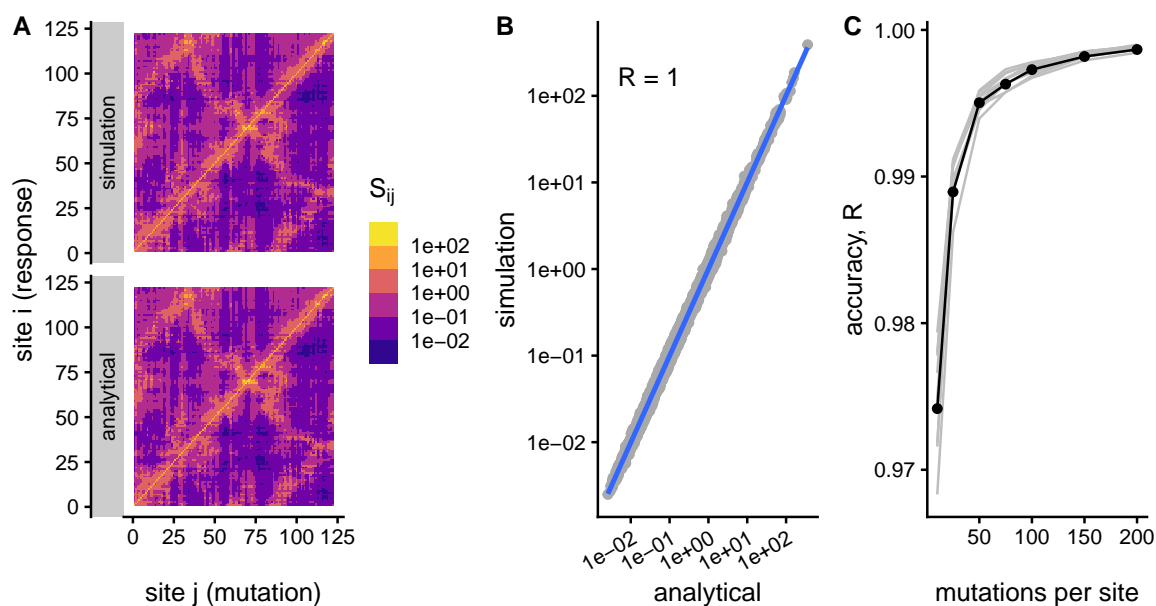 A
site i (response)
simulation
125
100
75
50
25
0
analytical
125
100
75
50
25
0
0 25 50 75 100 125
site j (mutation)
S_ij
1e+02
1e+01
1e+00
1e-01
1e-02
B
R = 1
simulation
1e+02
1e+01
1e+00
1e-01
1e-02
1e-02 1e-01 1e+00 1e+01 1e+02
analytical
C
accuracy, R
1.00
0.99
0.98
0.97
50 100 150 200
mutations per site